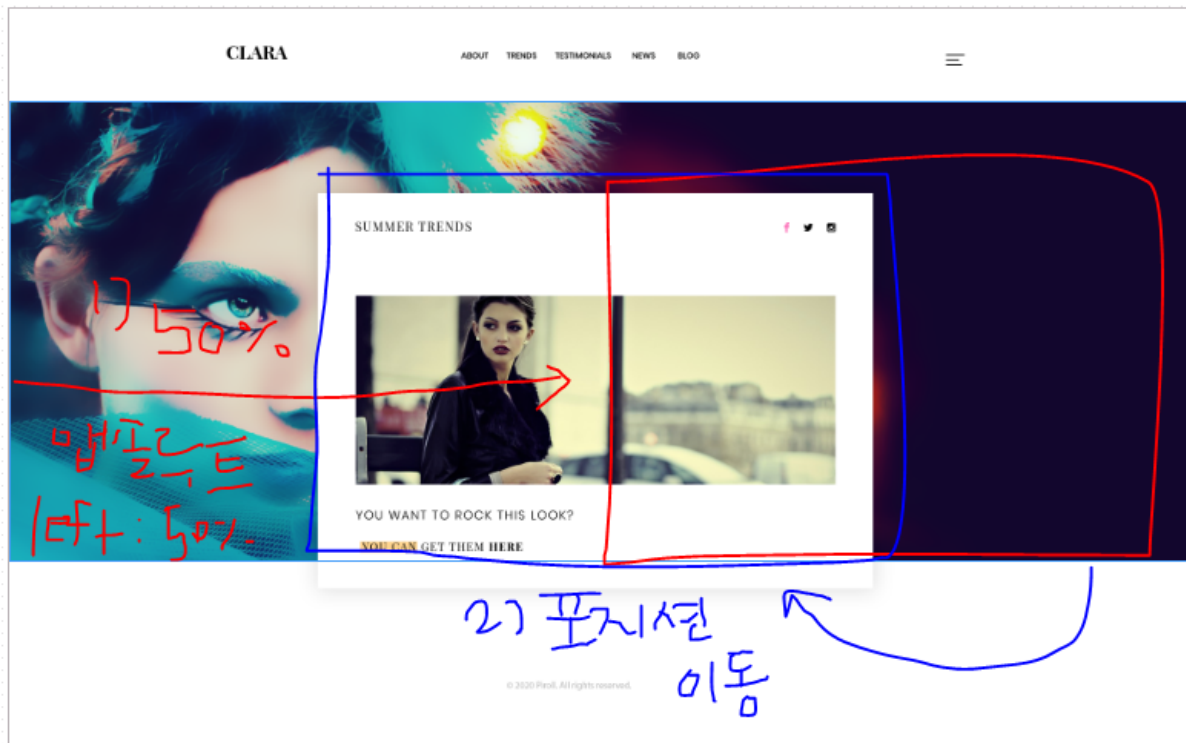 CLARA
ABOUT TRENDS TESTIMONIALS NEWS BLOG
SUMMER TRENDS
1) 50%
앱솔루트
left : 50%
YOU WANT TO ROCK THIS LOOK?
YOU CAN GET THEM HERE
2) 포지션
이동
© 2020 Piroll. All rights reserved.